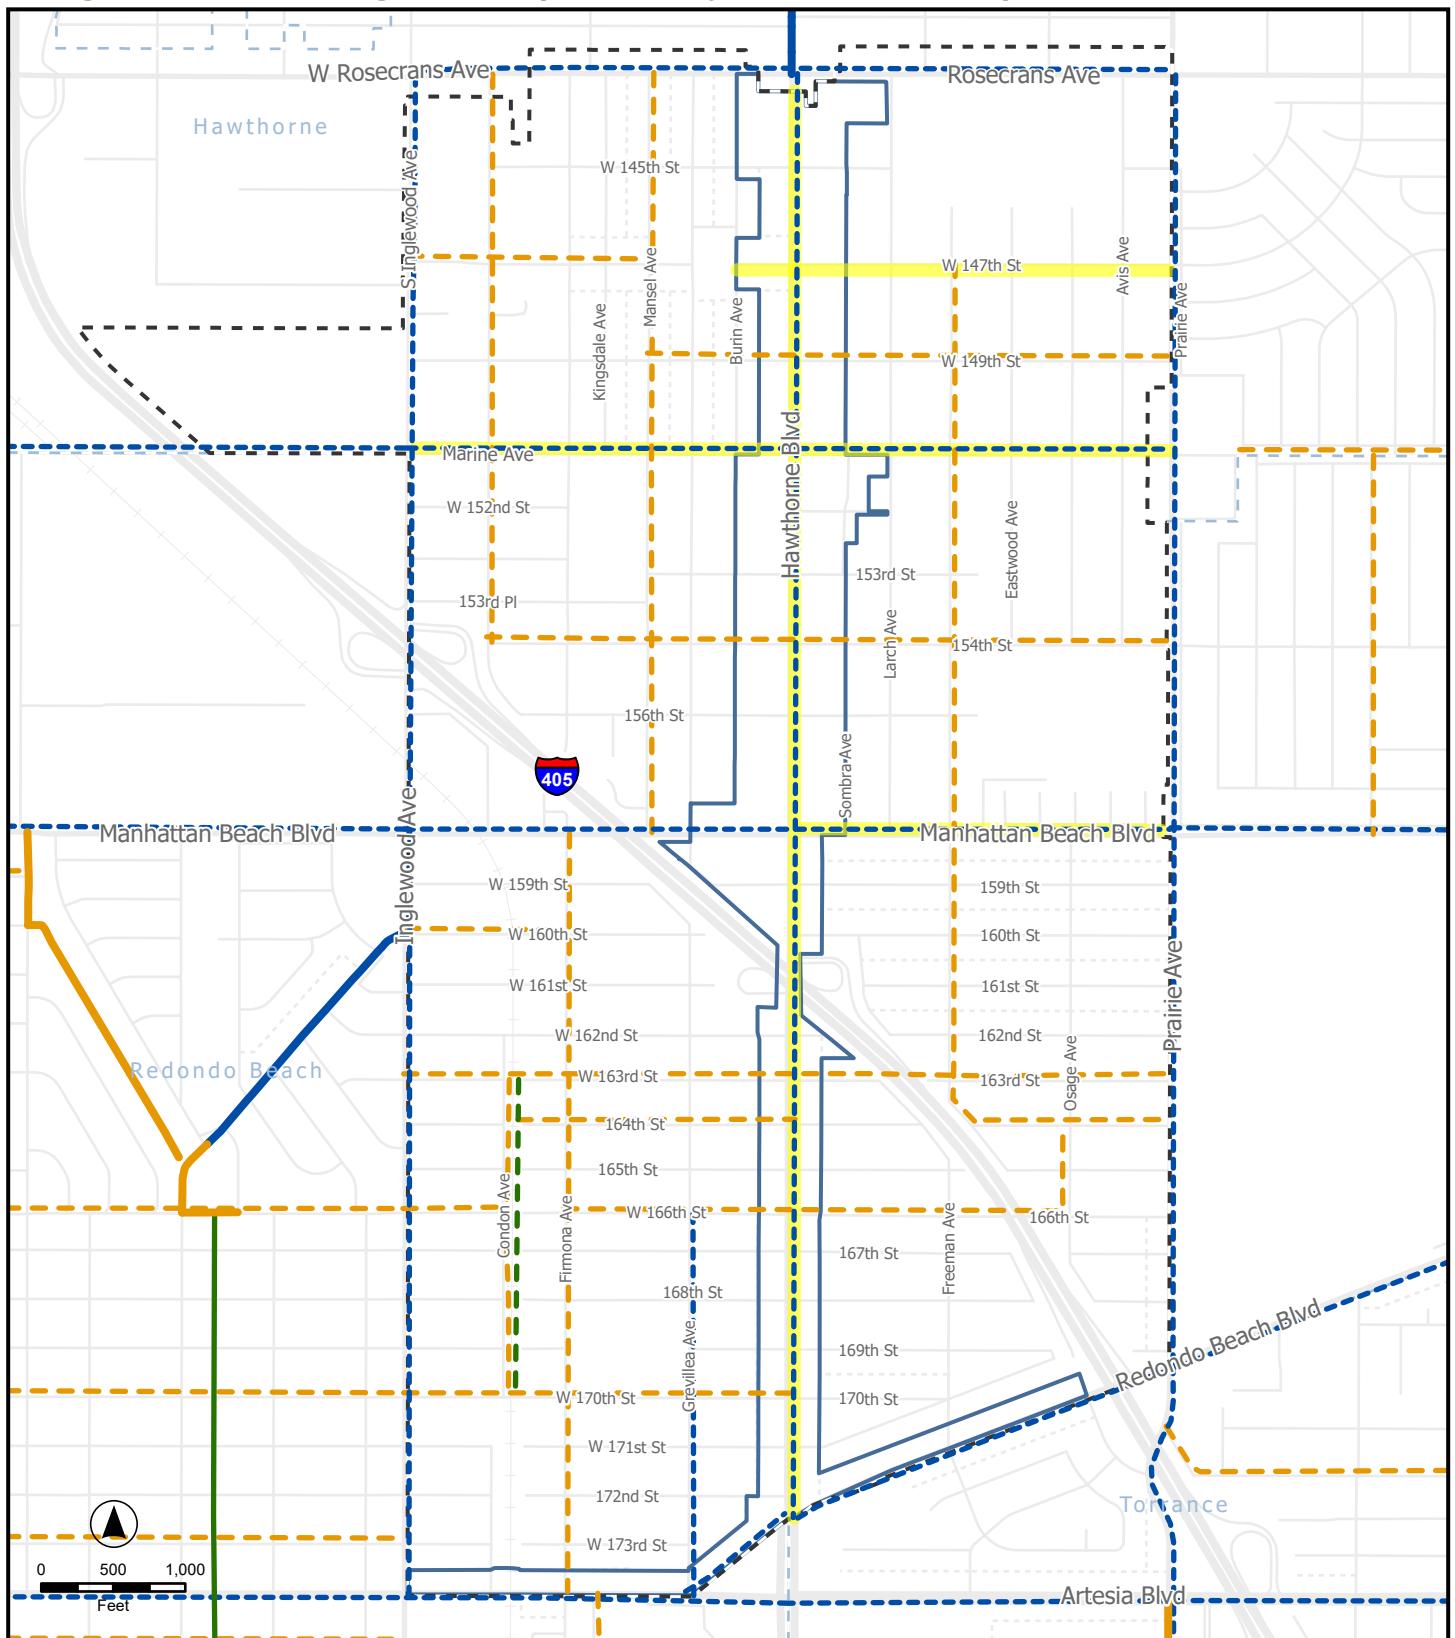 W Rosecrans Ave
Rosecrans Ave
Hawthorne
W 145th St
S Inglewood Ave
Mansel Ave
W 147th St
Avis Ave
Prairie Ave
Kingsdale Ave
Burin Ave
W 149th St
Marine Ave
Hawthorne Blvd
W 152nd St
Eastwood Ave
153rd St
153rd Pl
Larch Ave
154th St
156th St
Sombra Ave
405
Manhattan Beach Blvd
Inglewood Ave
Manhattan Beach Blvd
W 159th St
159th St
W 160th St
160th St
W 161st St
161st St
Prairie Ave
W 162nd St
162nd St
Osage Ave
Redondo Beach
W 163rd St
163rd St
164th St
165th St
Condon Ave
Firmona Ave
W 166th St
166th St
Freeman Ave
167th St
168th St
Grevillea Ave
169th St
Redondo Beach Blvd
W 170th St
170th St
W 171st St
172nd St
Torrance
W 173rd St
0 500 1,000
Feet
Artesia Blvd